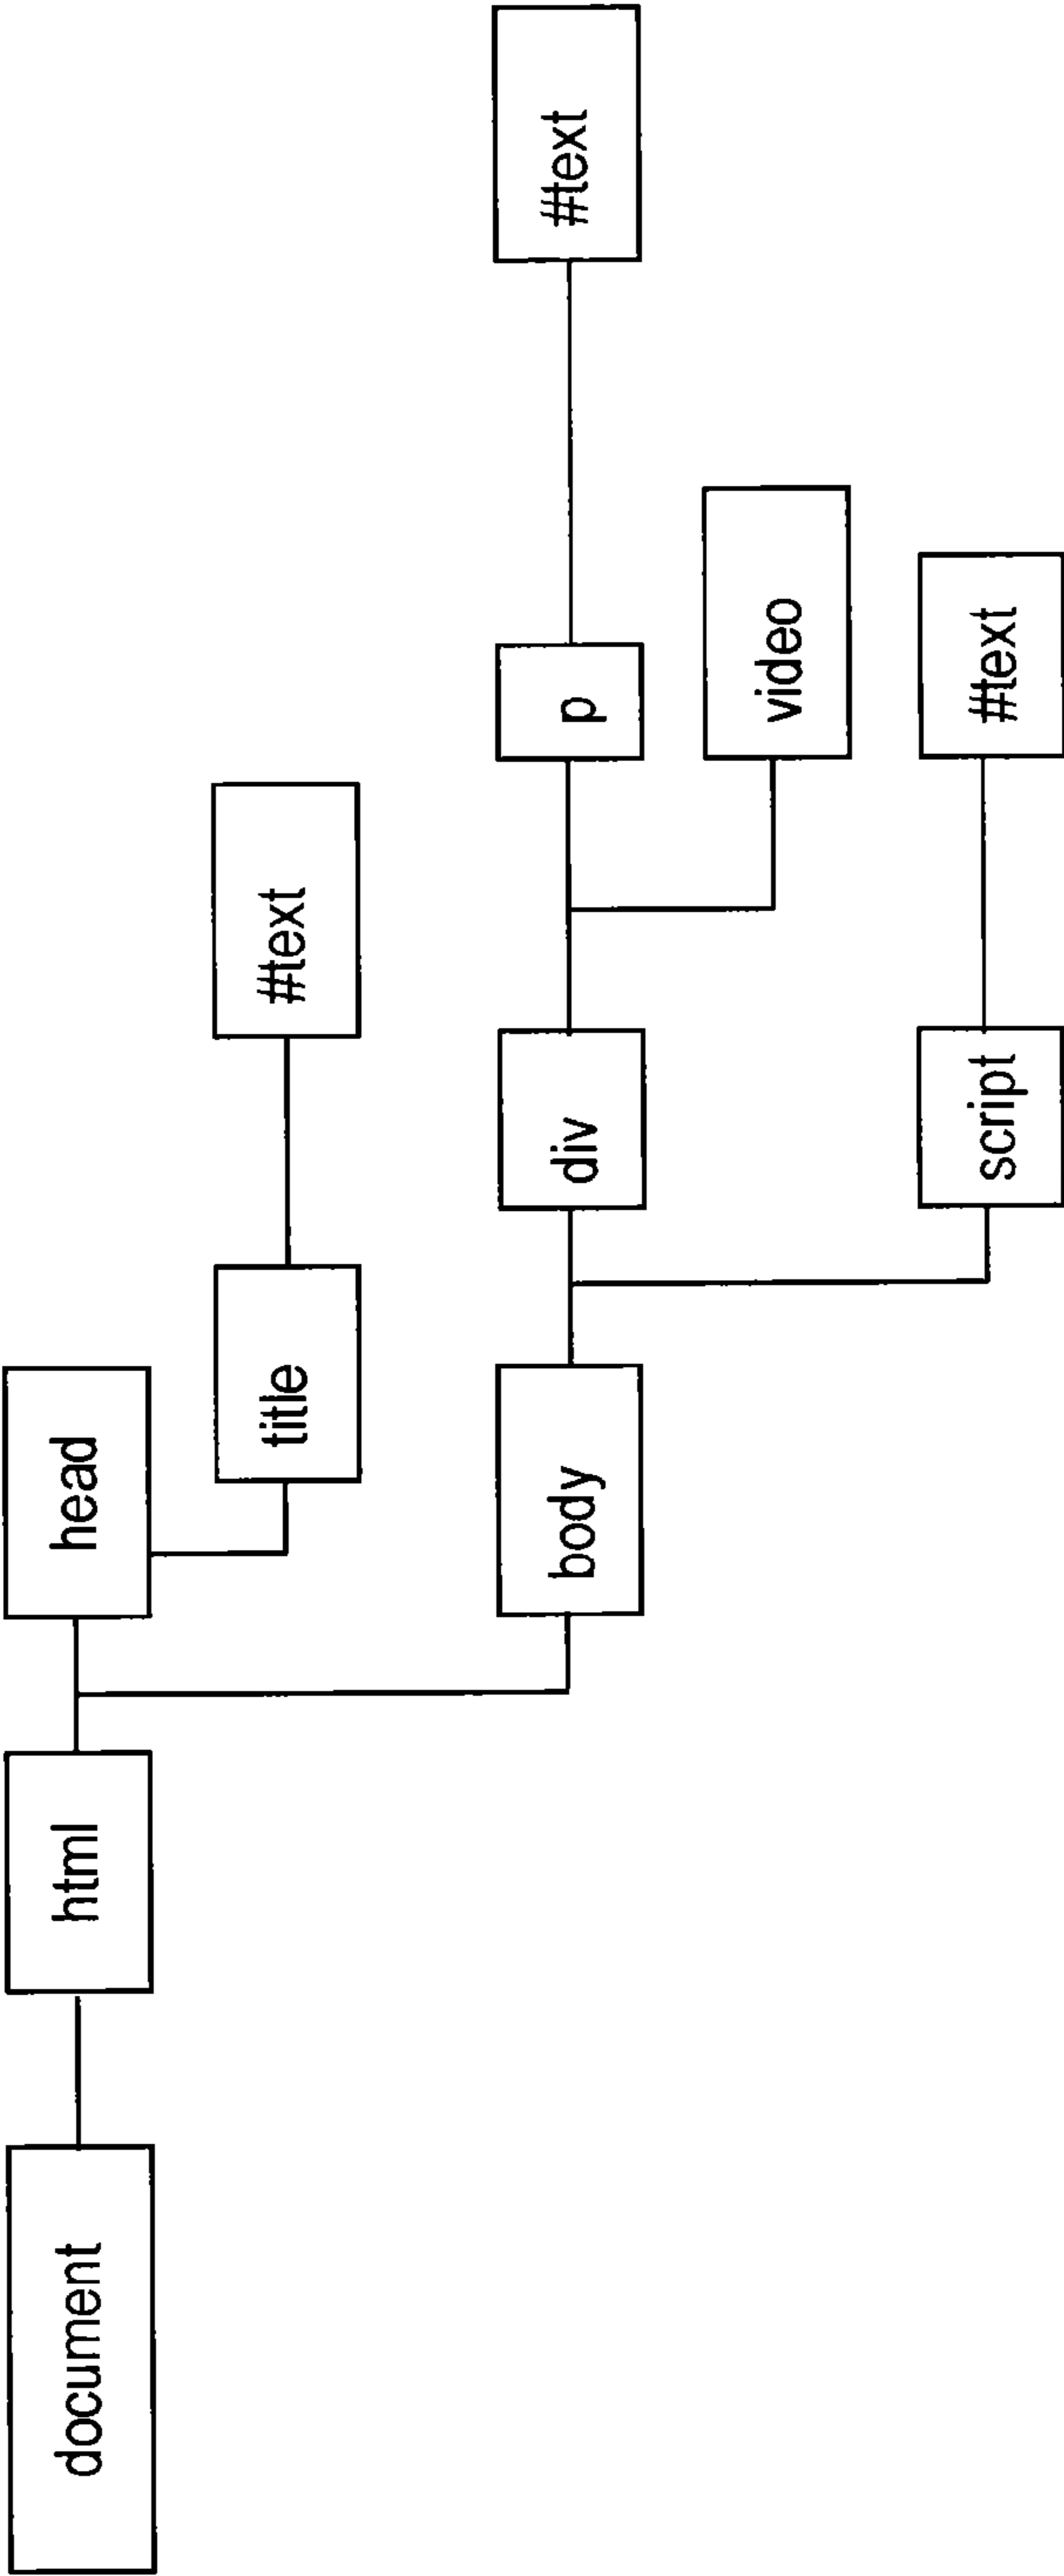 document
html
head
title
#text
body
div
p
#text
video
script
#text